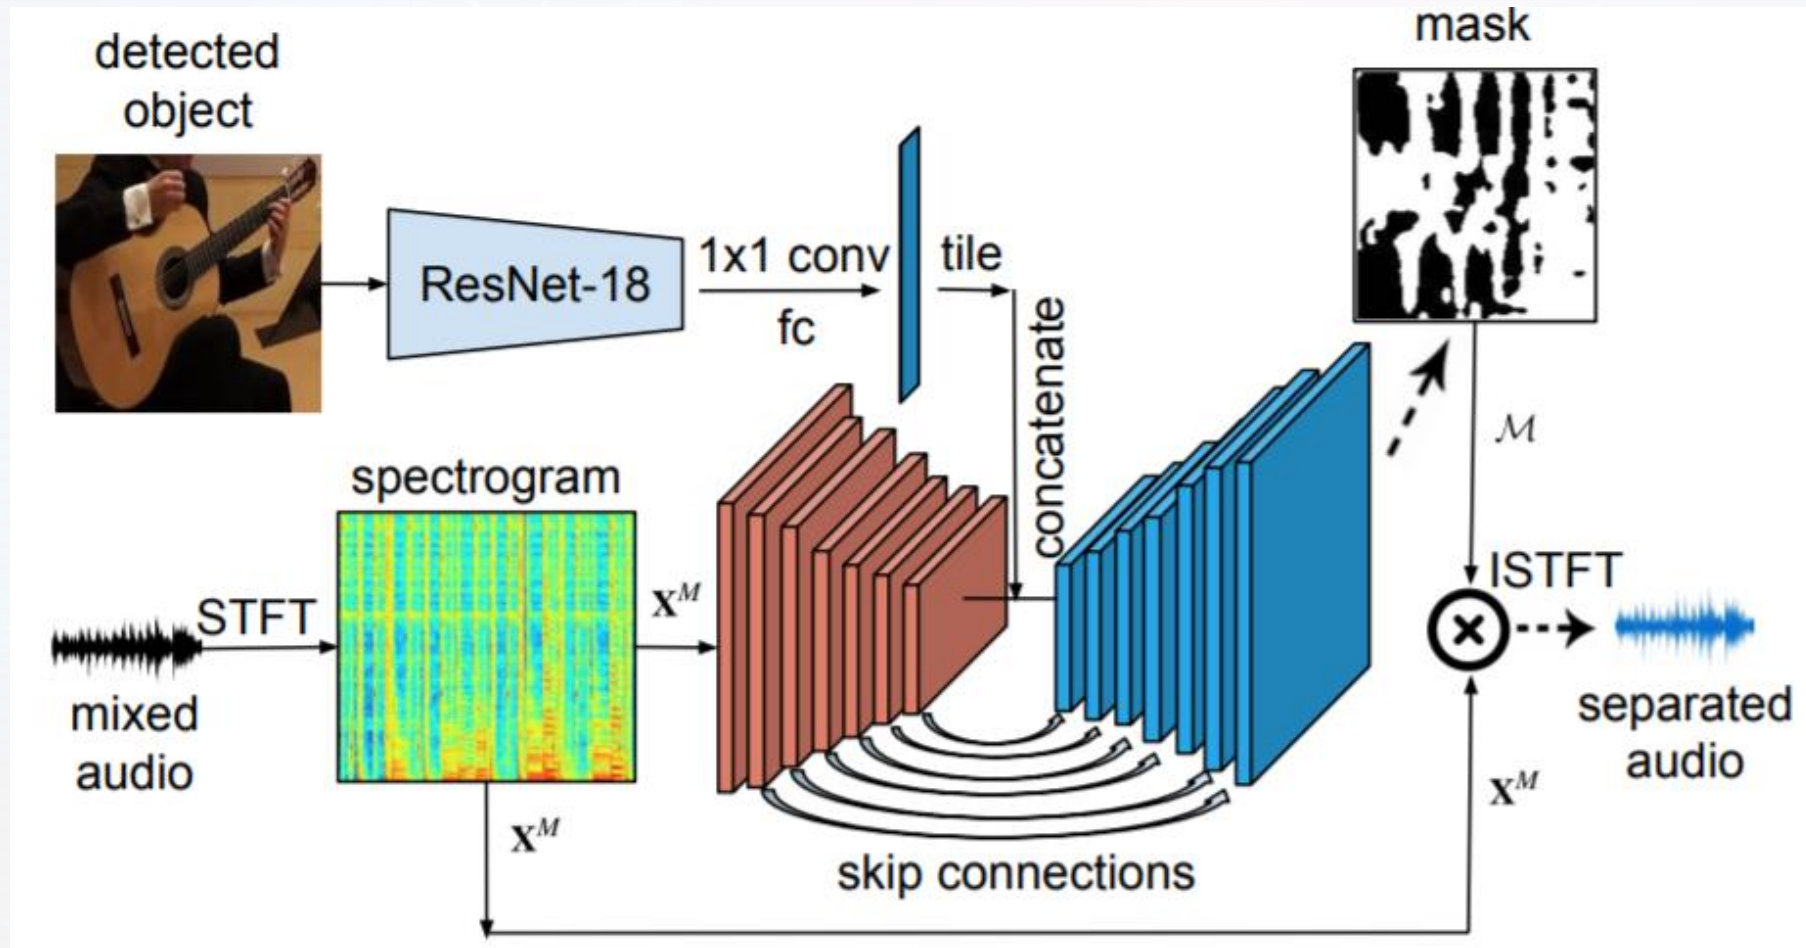 detected
object
ResNet-18
1x1 conv
fc
tile
concatenate
mask
ℳ
spectrogram
mixed
audio
STFT
X^M
X^M
skip connections
ISTFT
X^M
separated
audio